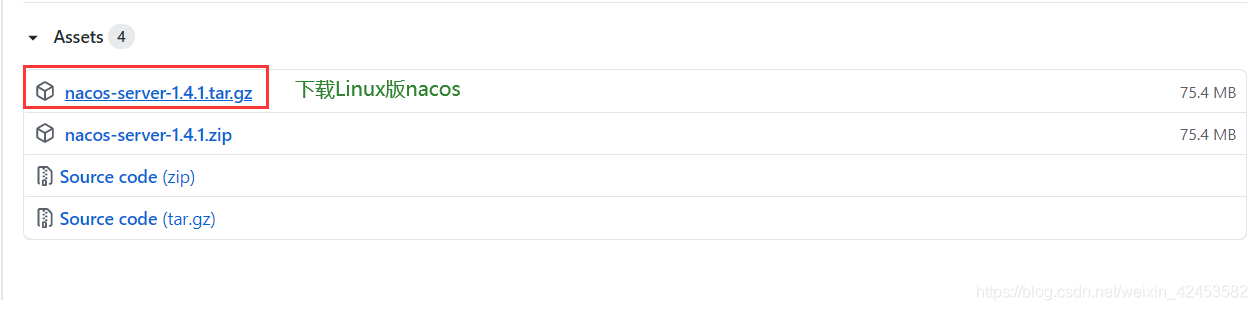 Assets 4
nacos-server-1.4.1.tar.gz 下载Linux版nacos 75.4 MB
nacos-server-1.4.1.zip 75.4 MB
Source code (zip)
Source code (tar.gz)
https://blog.csdn.net/weixin_42453582